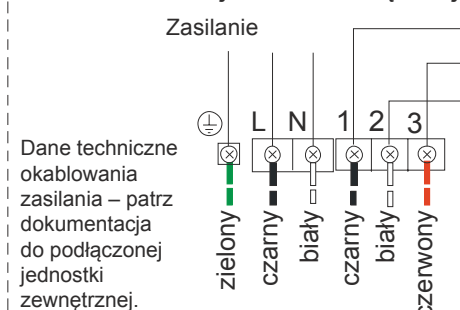 Zasilanie
L N 1 2 3
Dane techniczne
okablowania
zasilania – patrz
dokumentacja
do podłączonej
jednostki
zewnętrznej.
zielony
czarny
biały
czarny
biały
czerwony